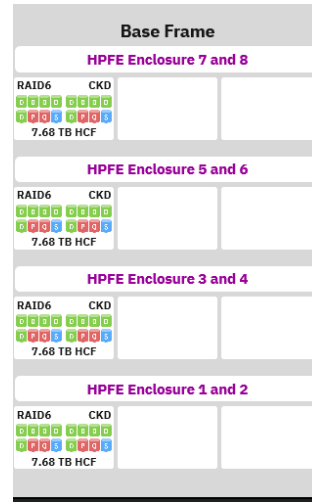 Base Frame
HPFE Enclosure 7 and 8
RAID6 CKD
D D D D D D D D
D P Q S D P Q S
7.68 TB HCF
HPFE Enclosure 5 and 6
RAID6 CKD
D D D D D D D D
D P Q S D P Q S
7.68 TB HCF
HPFE Enclosure 3 and 4
RAID6 CKD
D D D D D D D D
D P Q S D P Q S
7.68 TB HCF
HPFE Enclosure 1 and 2
RAID6 CKD
D D D D D D D D
D P Q S D P Q S
7.68 TB HCF